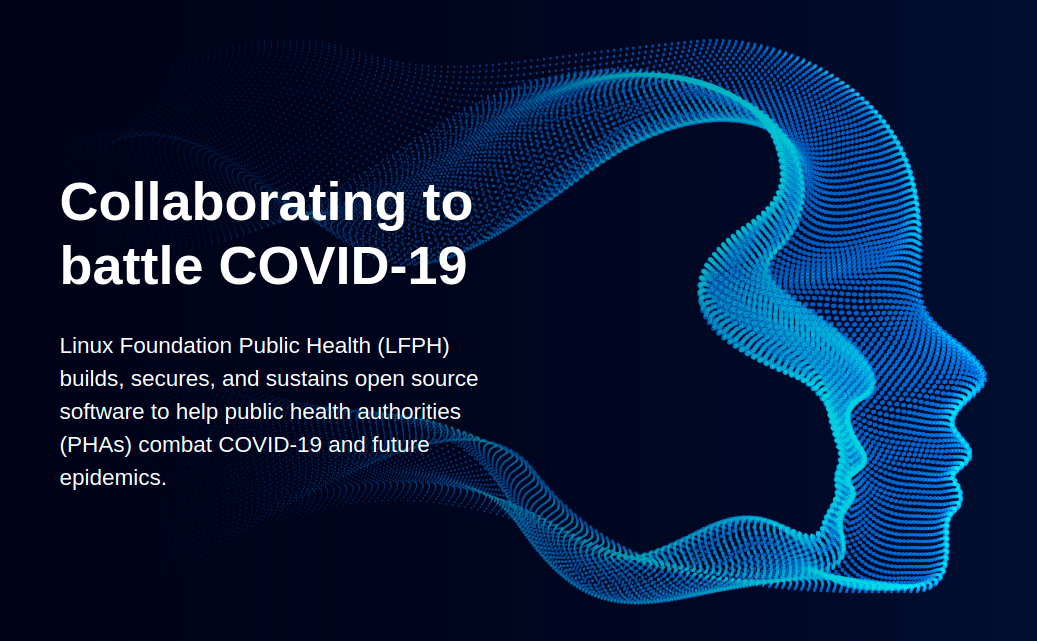 Collaborating to
battle COVID-19
Linux Foundation Public Health (LFPH)
builds, secures, and sustains open source
software to help public health authorities
(PHAs) combat COVID-19 and future
epidemics.